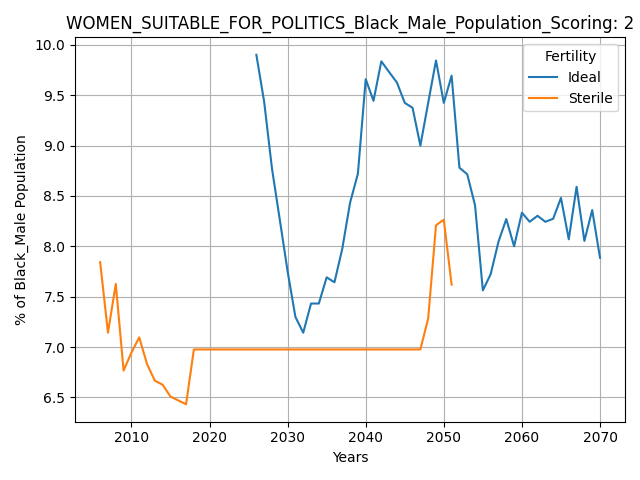 WOMEN_SUITABLE_FOR_POLITICS_Black_Male_Population_Scoring: 2
% of Black_Male Population
10.0
9.5
9.0
8.5
8.0
7.5
7.0
6.5
Fertility
Ideal
Sterile
2010 2020 2030 2040 2050 2060 2070
Years